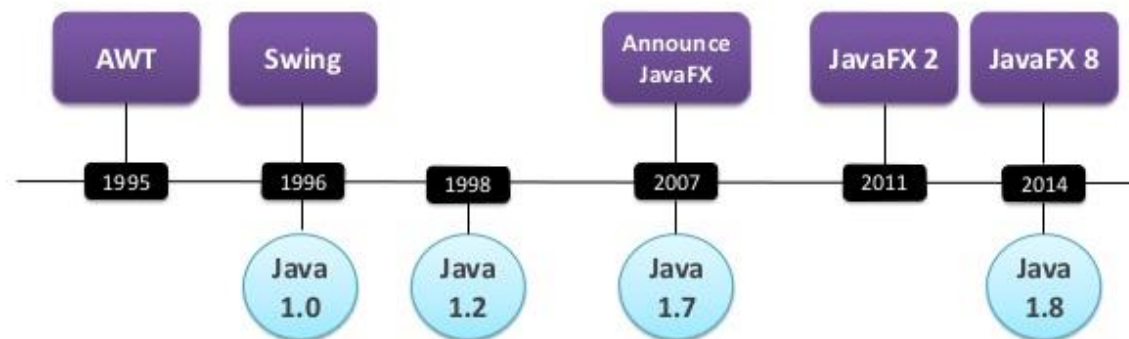 AWT
Swing
Announce
JavaFX
JavaFX 2
JavaFX 8
1995
1996
1998
2007
2011
2014
Java
1.0
Java
1.2
Java
1.7
Java
1.8